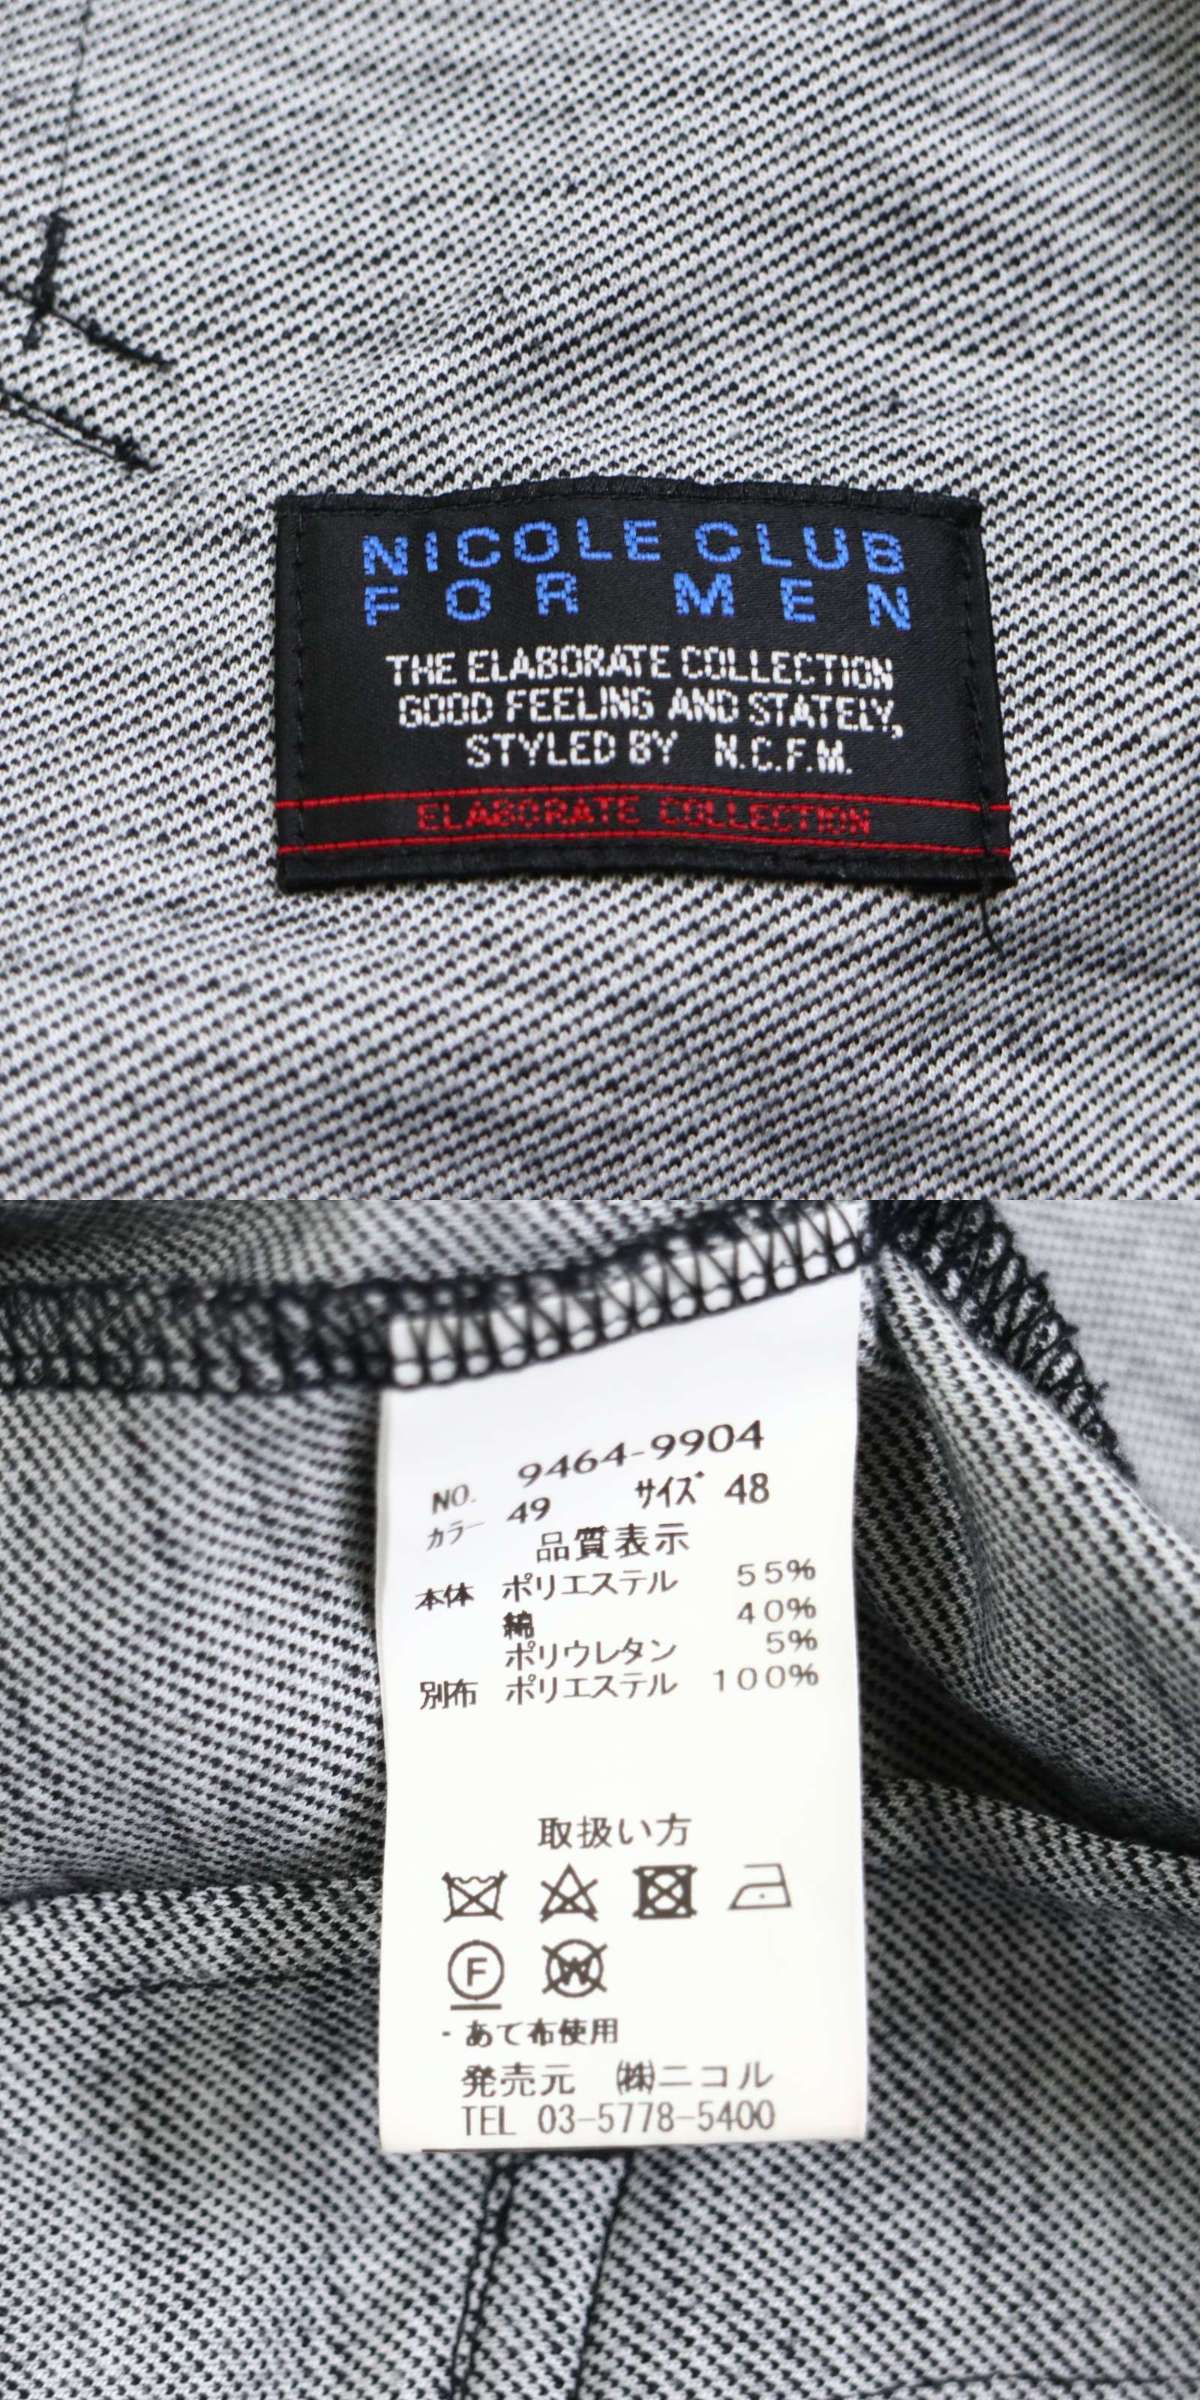 NICOLE CLUB
FOR MEN
THE ELABORATE COLLECTION
GOOD FEELING AND STATELY,
STYLED BY N.C.F.M.
ELABORATE COLLECTION
NO. 9464-9904
カラー 49 サイズ 48
品質表示
本体 ポリエステル 55%
綿 40%
ポリウレタン 5%
別布 ポリエステル 100%
取扱い方
F W
・あて布使用
発売元 ㈱ニコル
TEL 03-5778-5400